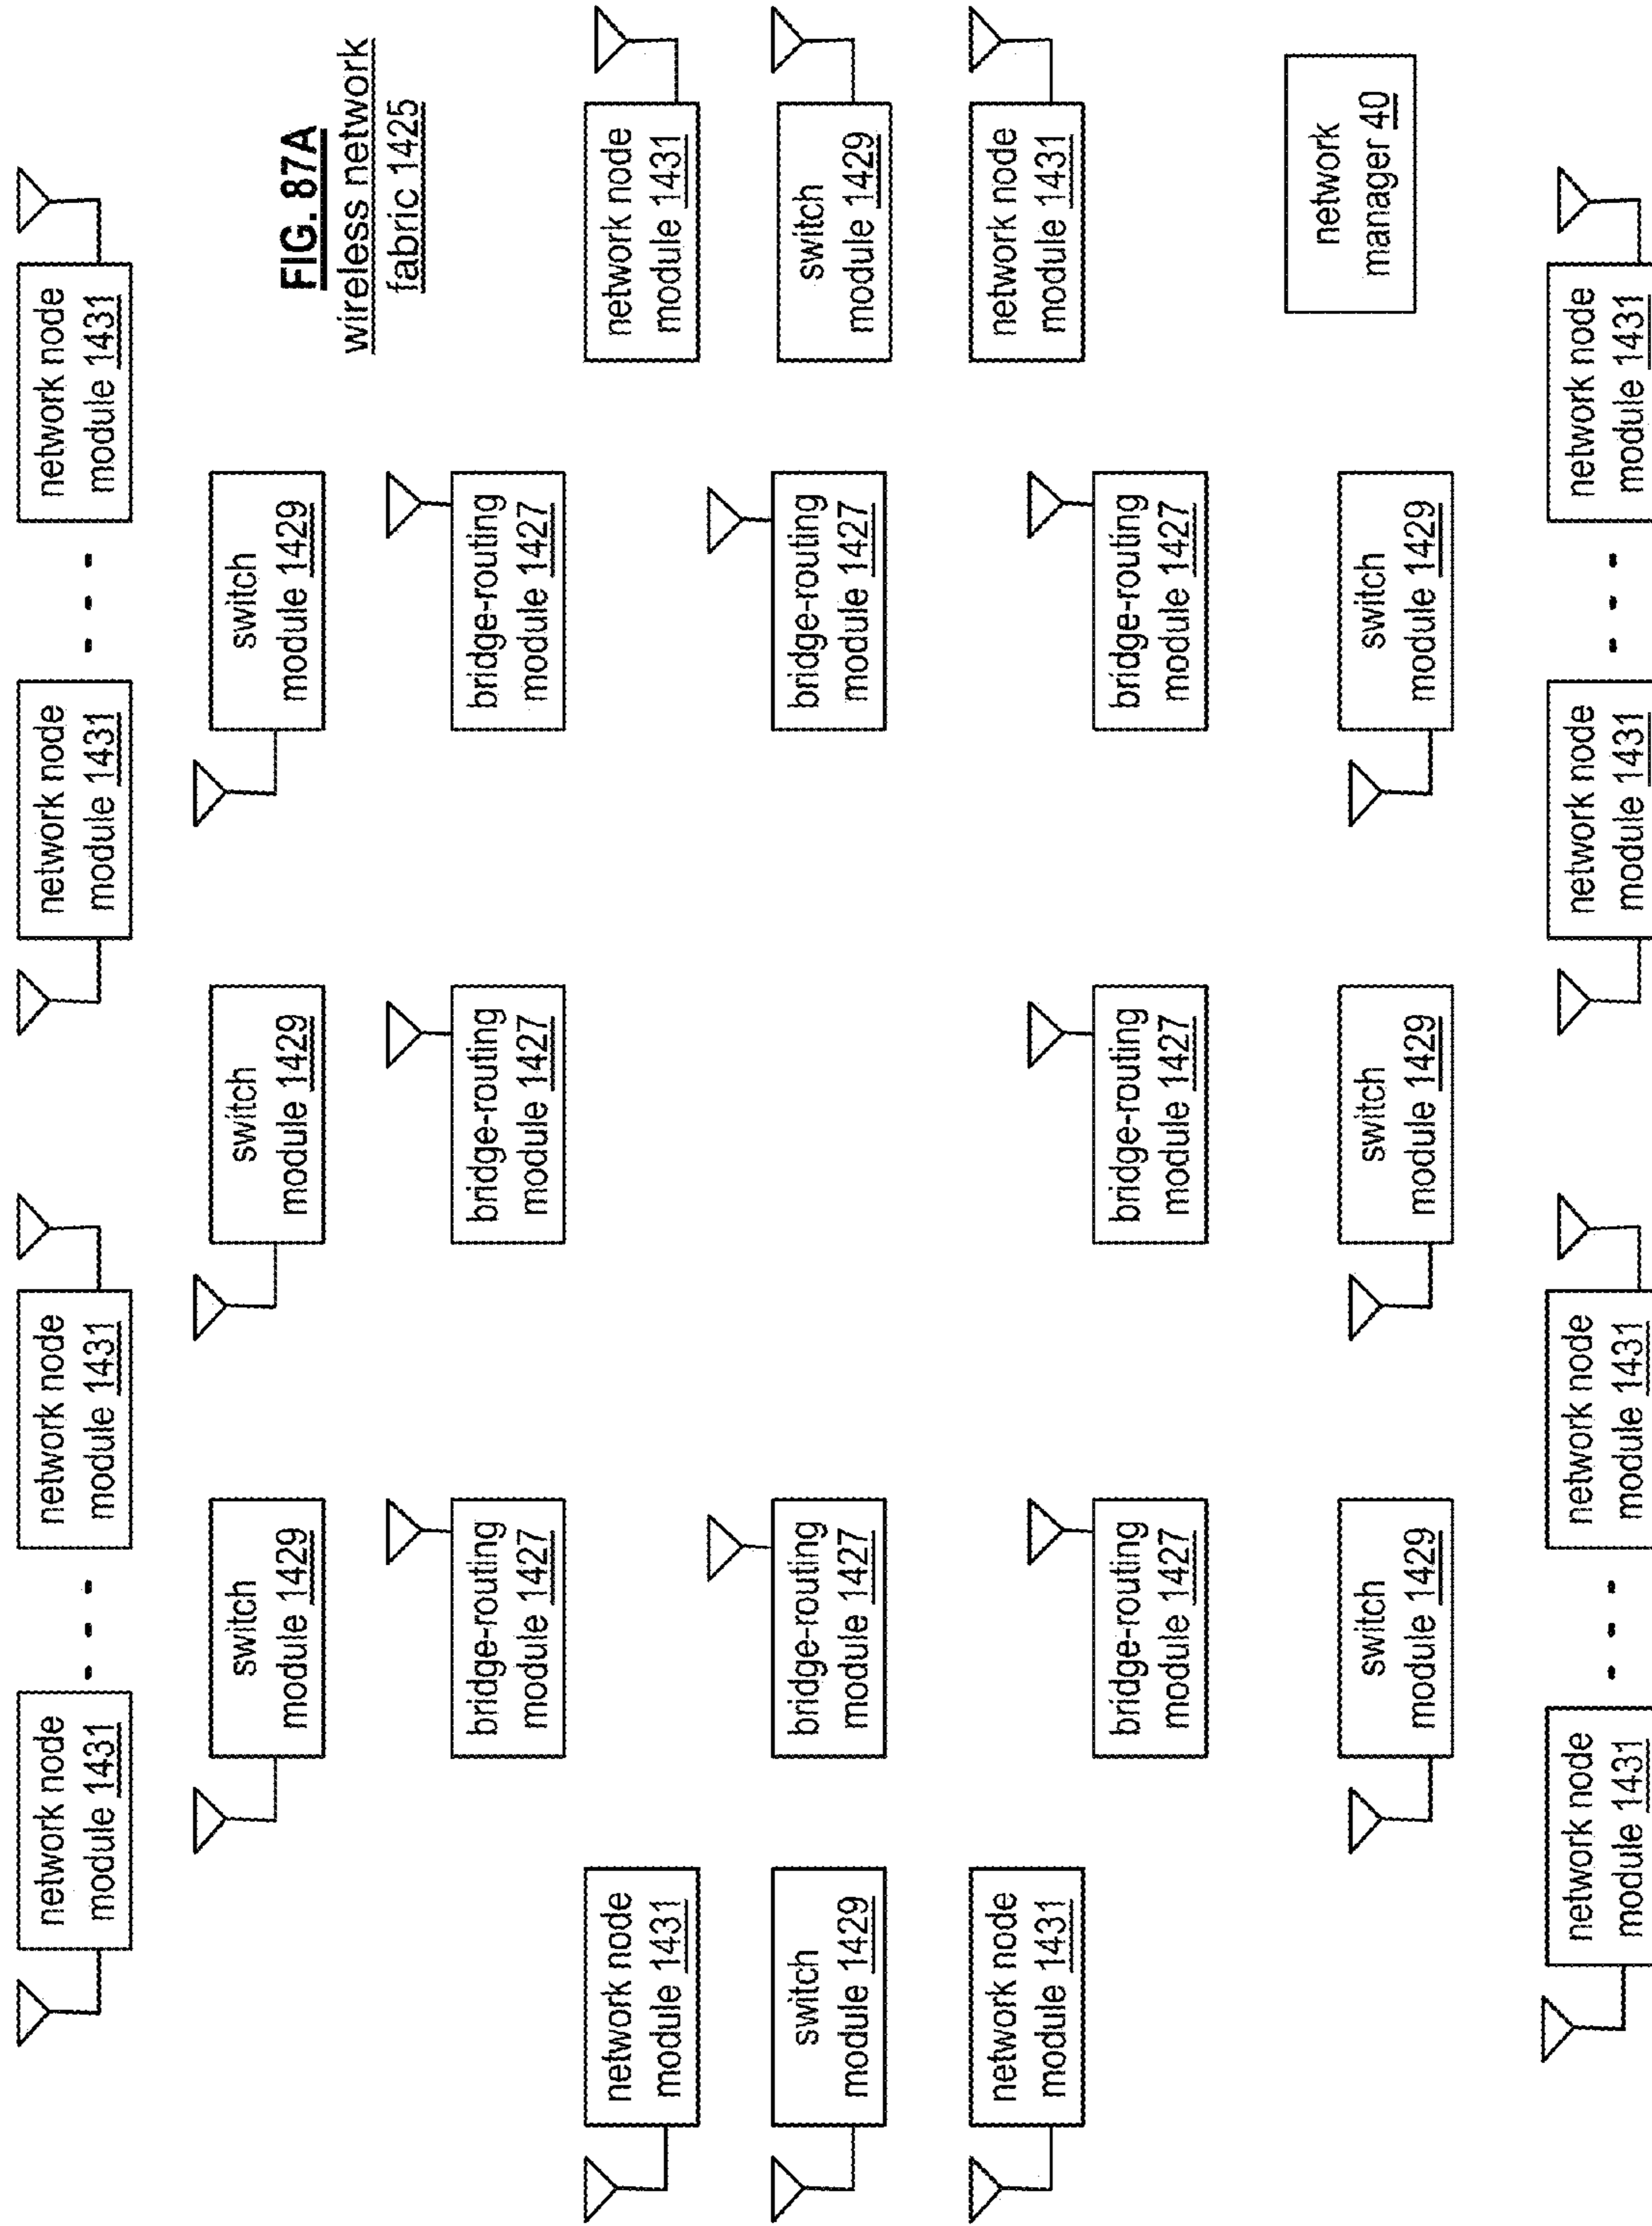 network node
module 1431
network node
module 1431
network node
module 1431
network node
module 1431
switch
module 1429
switch
module 1429
switch
module 1429
FIG. 87A
wireless network
fabric 1425
bridge-routing
module 1427
bridge-routing
module 1427
bridge-routing
module 1427
network node
module 1431
network node
module 1431
switch
module 1429
bridge-routing
module 1427
bridge-routing
module 1427
switch
module 1429
network node
module 1431
network node
module 1431
bridge-routing
module 1427
bridge-routing
module 1427
bridge-routing
module 1427
switch
module 1429
switch
module 1429
switch
module 1429
network
manager 40
network node
module 1431
network node
module 1431
network node
module 1431
network node
module 1431